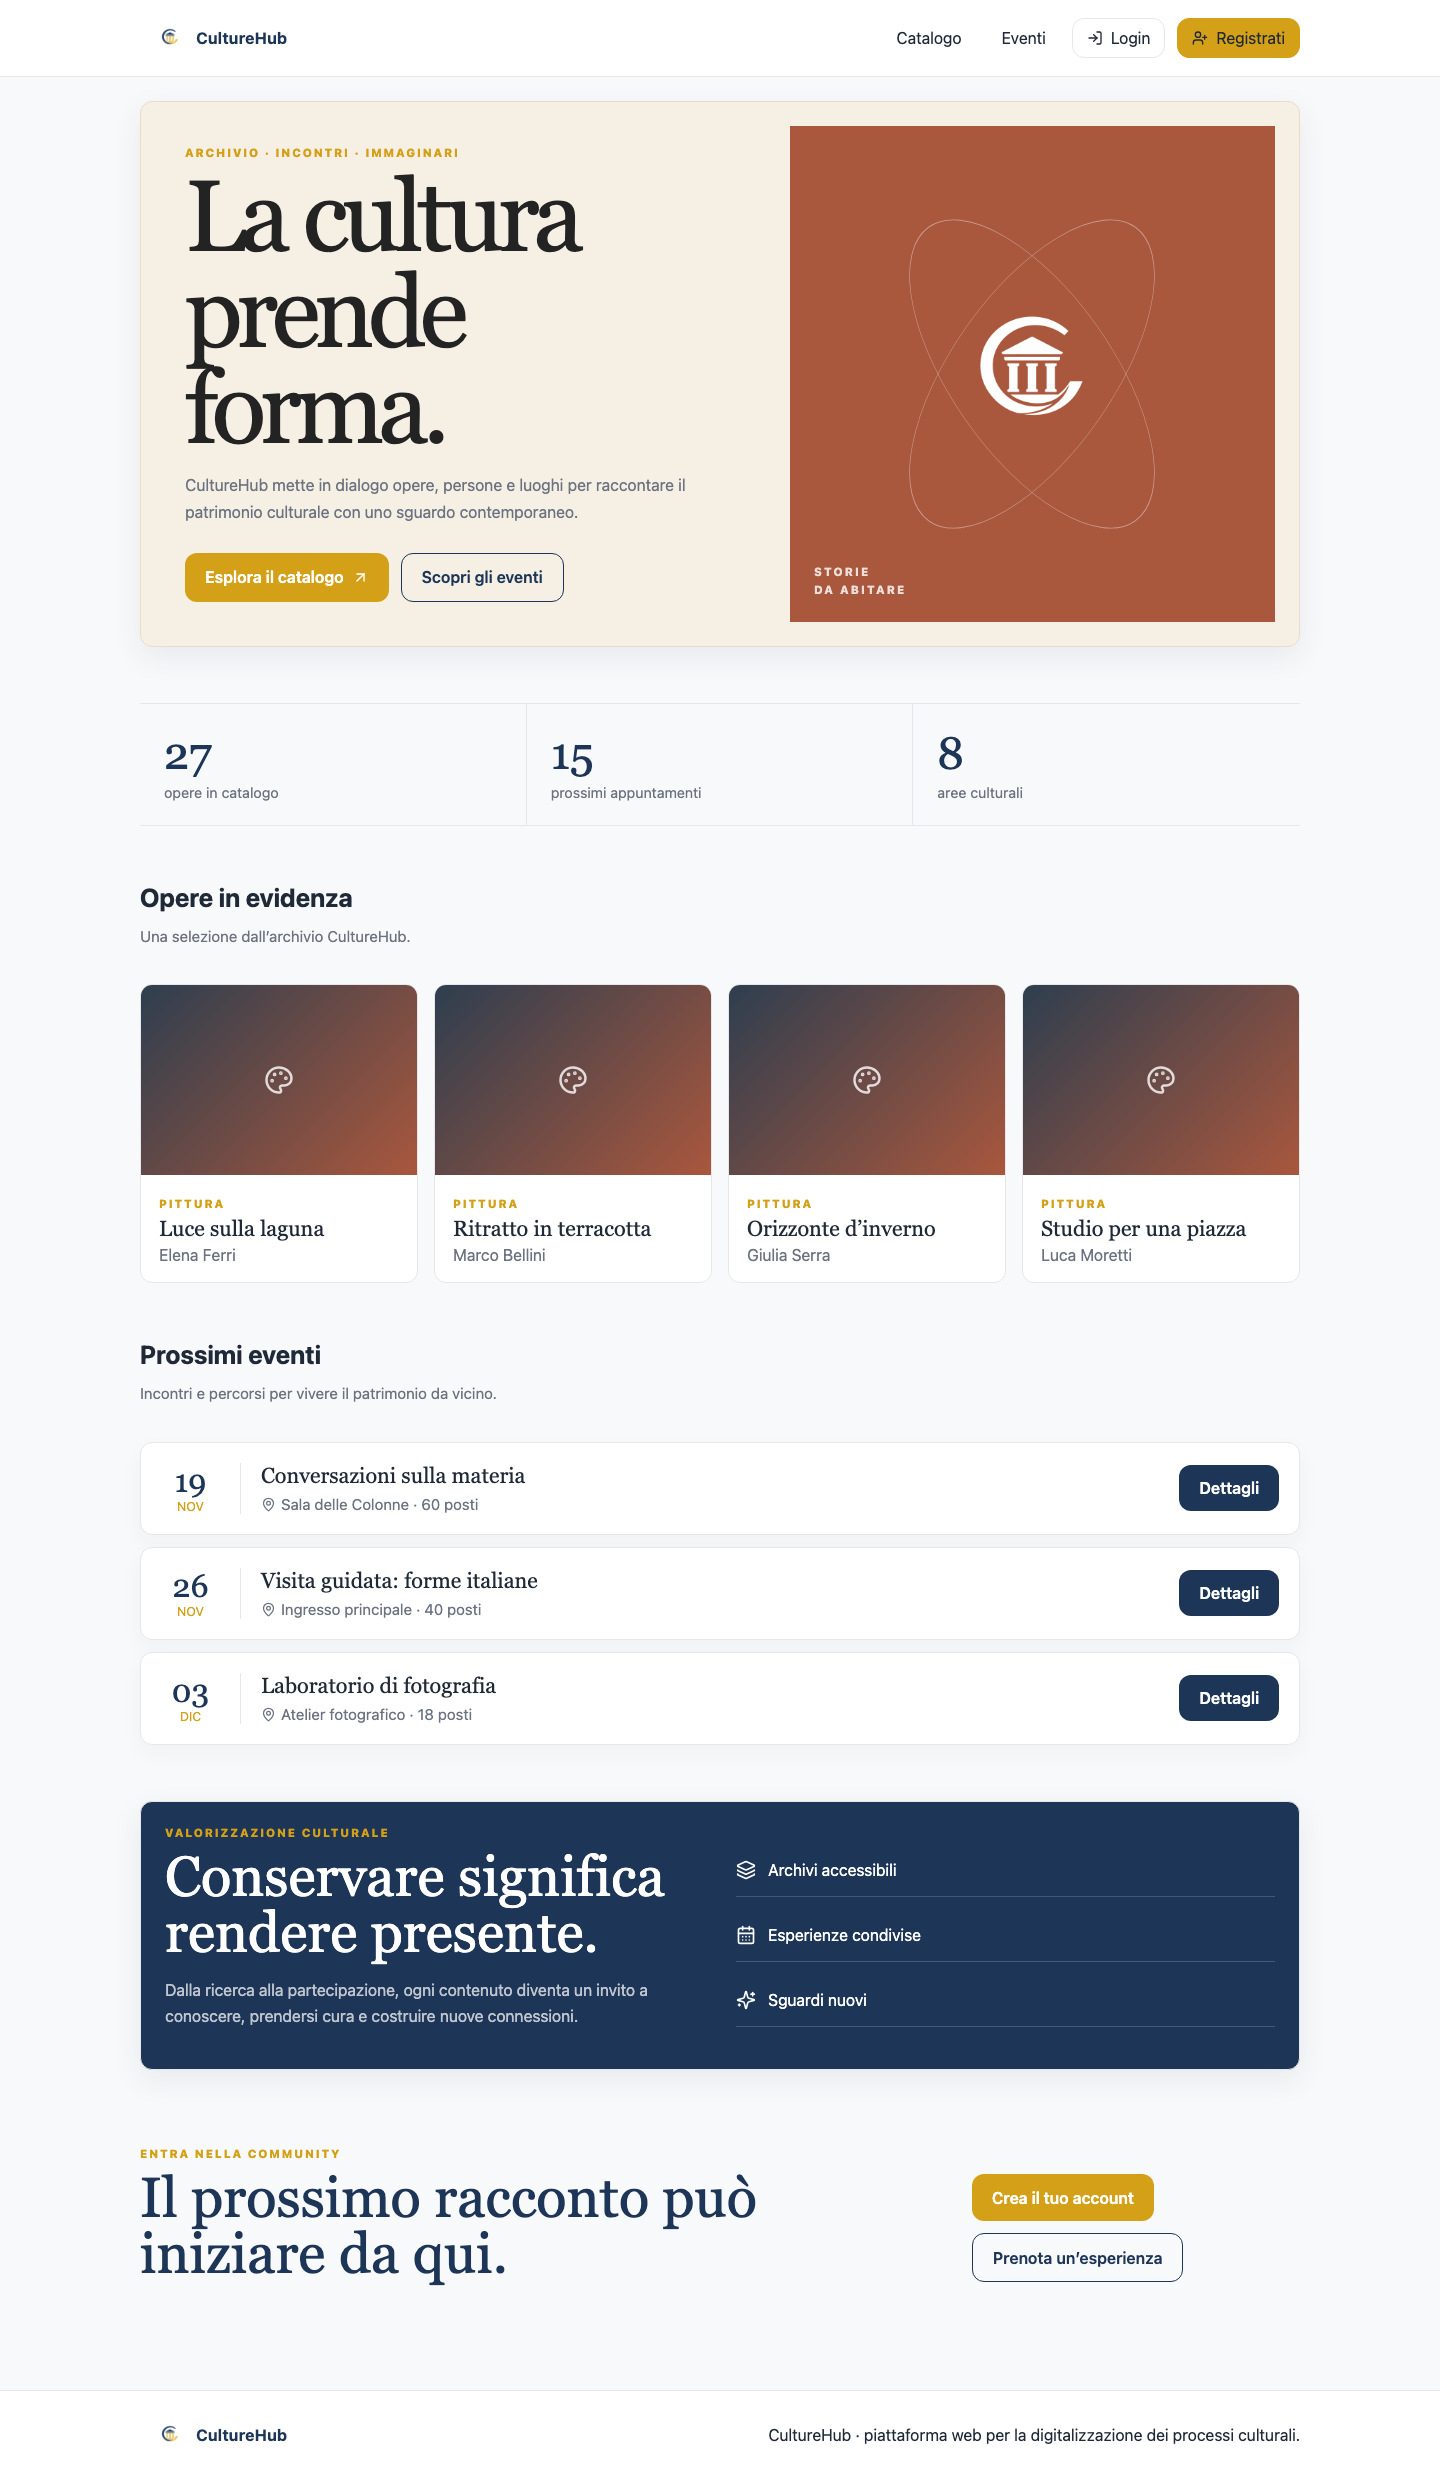 CultureHub
Catalogo
Eventi
Login
Registrati
ARCHIVIO · INCONTRI · IMMAGINARI
La cultura
prende
forma.
CultureHub mette in dialogo opere, persone e luoghi per raccontare il
patrimonio culturale con uno sguardo contemporaneo.
Esplora il catalogo
Scopri gli eventi
STORIE
DA ABITARE
27
opere in catalogo
15
prossimi appuntamenti
8
aree culturali
Opere in evidenza
Una selezione dall’archivio CultureHub.
PITTURA
Luce sulla laguna
Elena Ferri
PITTURA
Ritratto in terracotta
Marco Bellini
PITTURA
Orizzonte d’inverno
Giulia Serra
PITTURA
Studio per una piazza
Luca Moretti
Prossimi eventi
Incontri e percorsi per vivere il patrimonio da vicino.
19
NOV
Conversazioni sulla materia
Sala delle Colonne · 60 posti
Dettagli
26
NOV
Visita guidata: forme italiane
Ingresso principale · 40 posti
Dettagli
03
DIC
Laboratorio di fotografia
Atelier fotografico · 18 posti
Dettagli
VALORIZZAZIONE CULTURALE
Conservare significa
rendere presente.
Dalla ricerca alla partecipazione, ogni contenuto diventa un invito a
conoscere, prendersi cura e costruire nuove connessioni.
Archivi accessibili
Esperienze condivise
Sguardi nuovi
ENTRA NELLA COMMUNITY
Il prossimo racconto può
iniziare da qui.
Crea il tuo account
Prenota un’esperienza
CultureHub
CultureHub · piattaforma web per la digitalizzazione dei processi culturali.